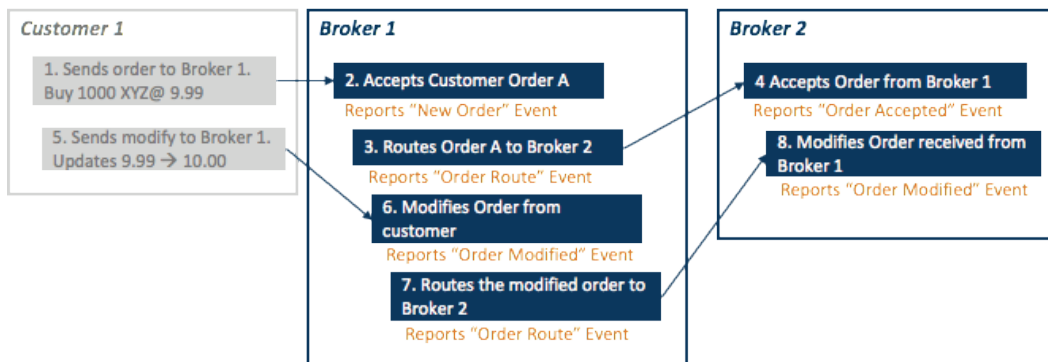 Customer 1
1. Sends order to Broker 1.
Buy 1000 XYZ@ 9.99
5. Sends modify to Broker 1.
Updates 9.99 → 10.00
Broker 1
2. Accepts Customer Order A
Reports "New Order" Event
3. Routes Order A to Broker 2
Reports "Order Route" Event
6. Modifies Order from
customer
Reports "Order Modified" Event
7. Routes the modified order to
Broker 2
Reports "Order Route" Event
Broker 2
4 Accepts Order from Broker 1
Reports "Order Accepted" Event
8. Modifies Order received from
Broker 1
Reports "Order Modified" Event